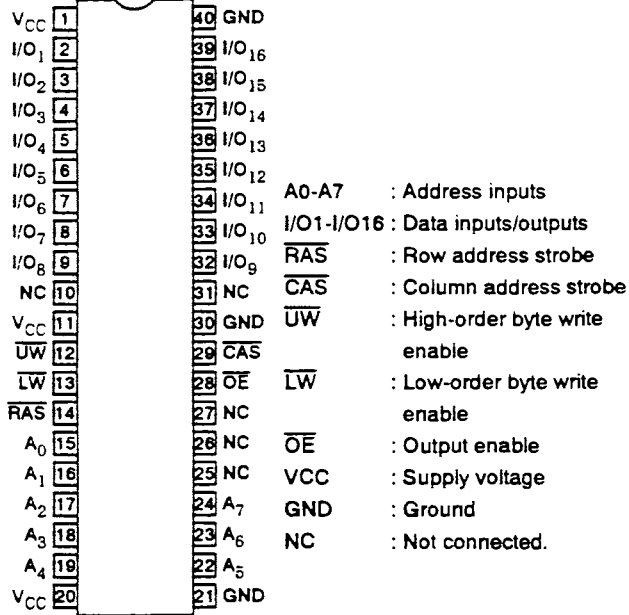 VCC 1 40 GND
I/O1 2 39 I/O16
I/O2 3 38 I/O15
I/O3 4 37 I/O14
I/O4 5 36 I/O13
I/O5 6 35 I/O12
I/O6 7 34 I/O11
I/O7 8 33 I/O10
I/O8 9 32 I/O9
NC 10 31 NC
VCC 11 30 GND
UW 12 29 CAS
LW 13 28 OE
RAS 14 27 NC
A0 15 26 NC
A1 16 25 NC
A2 17 24 A7
A3 18 23 A6
A4 19 22 A5
VCC 20 21 GND
A0-A7 : Address inputs
I/O1-I/O16 : Data inputs/outputs
RAS : Row address strobe
CAS : Column address strobe
UW : High-order byte write
enable
LW : Low-order byte write
enable
OE : Output enable
VCC : Supply voltage
GND : Ground
NC : Not connected.